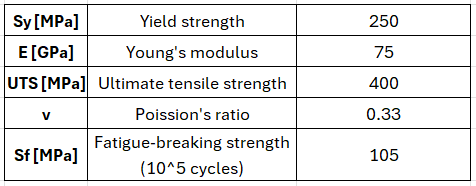 Sy [MPa] Yield strength 250
E [GPa] Young's modulus 75
UTS [MPa] Ultimate tensile strength 400
v Poission's ratio 0.33
Sf [MPa] Fatigue-breaking strength 105
(10^5 cycles)